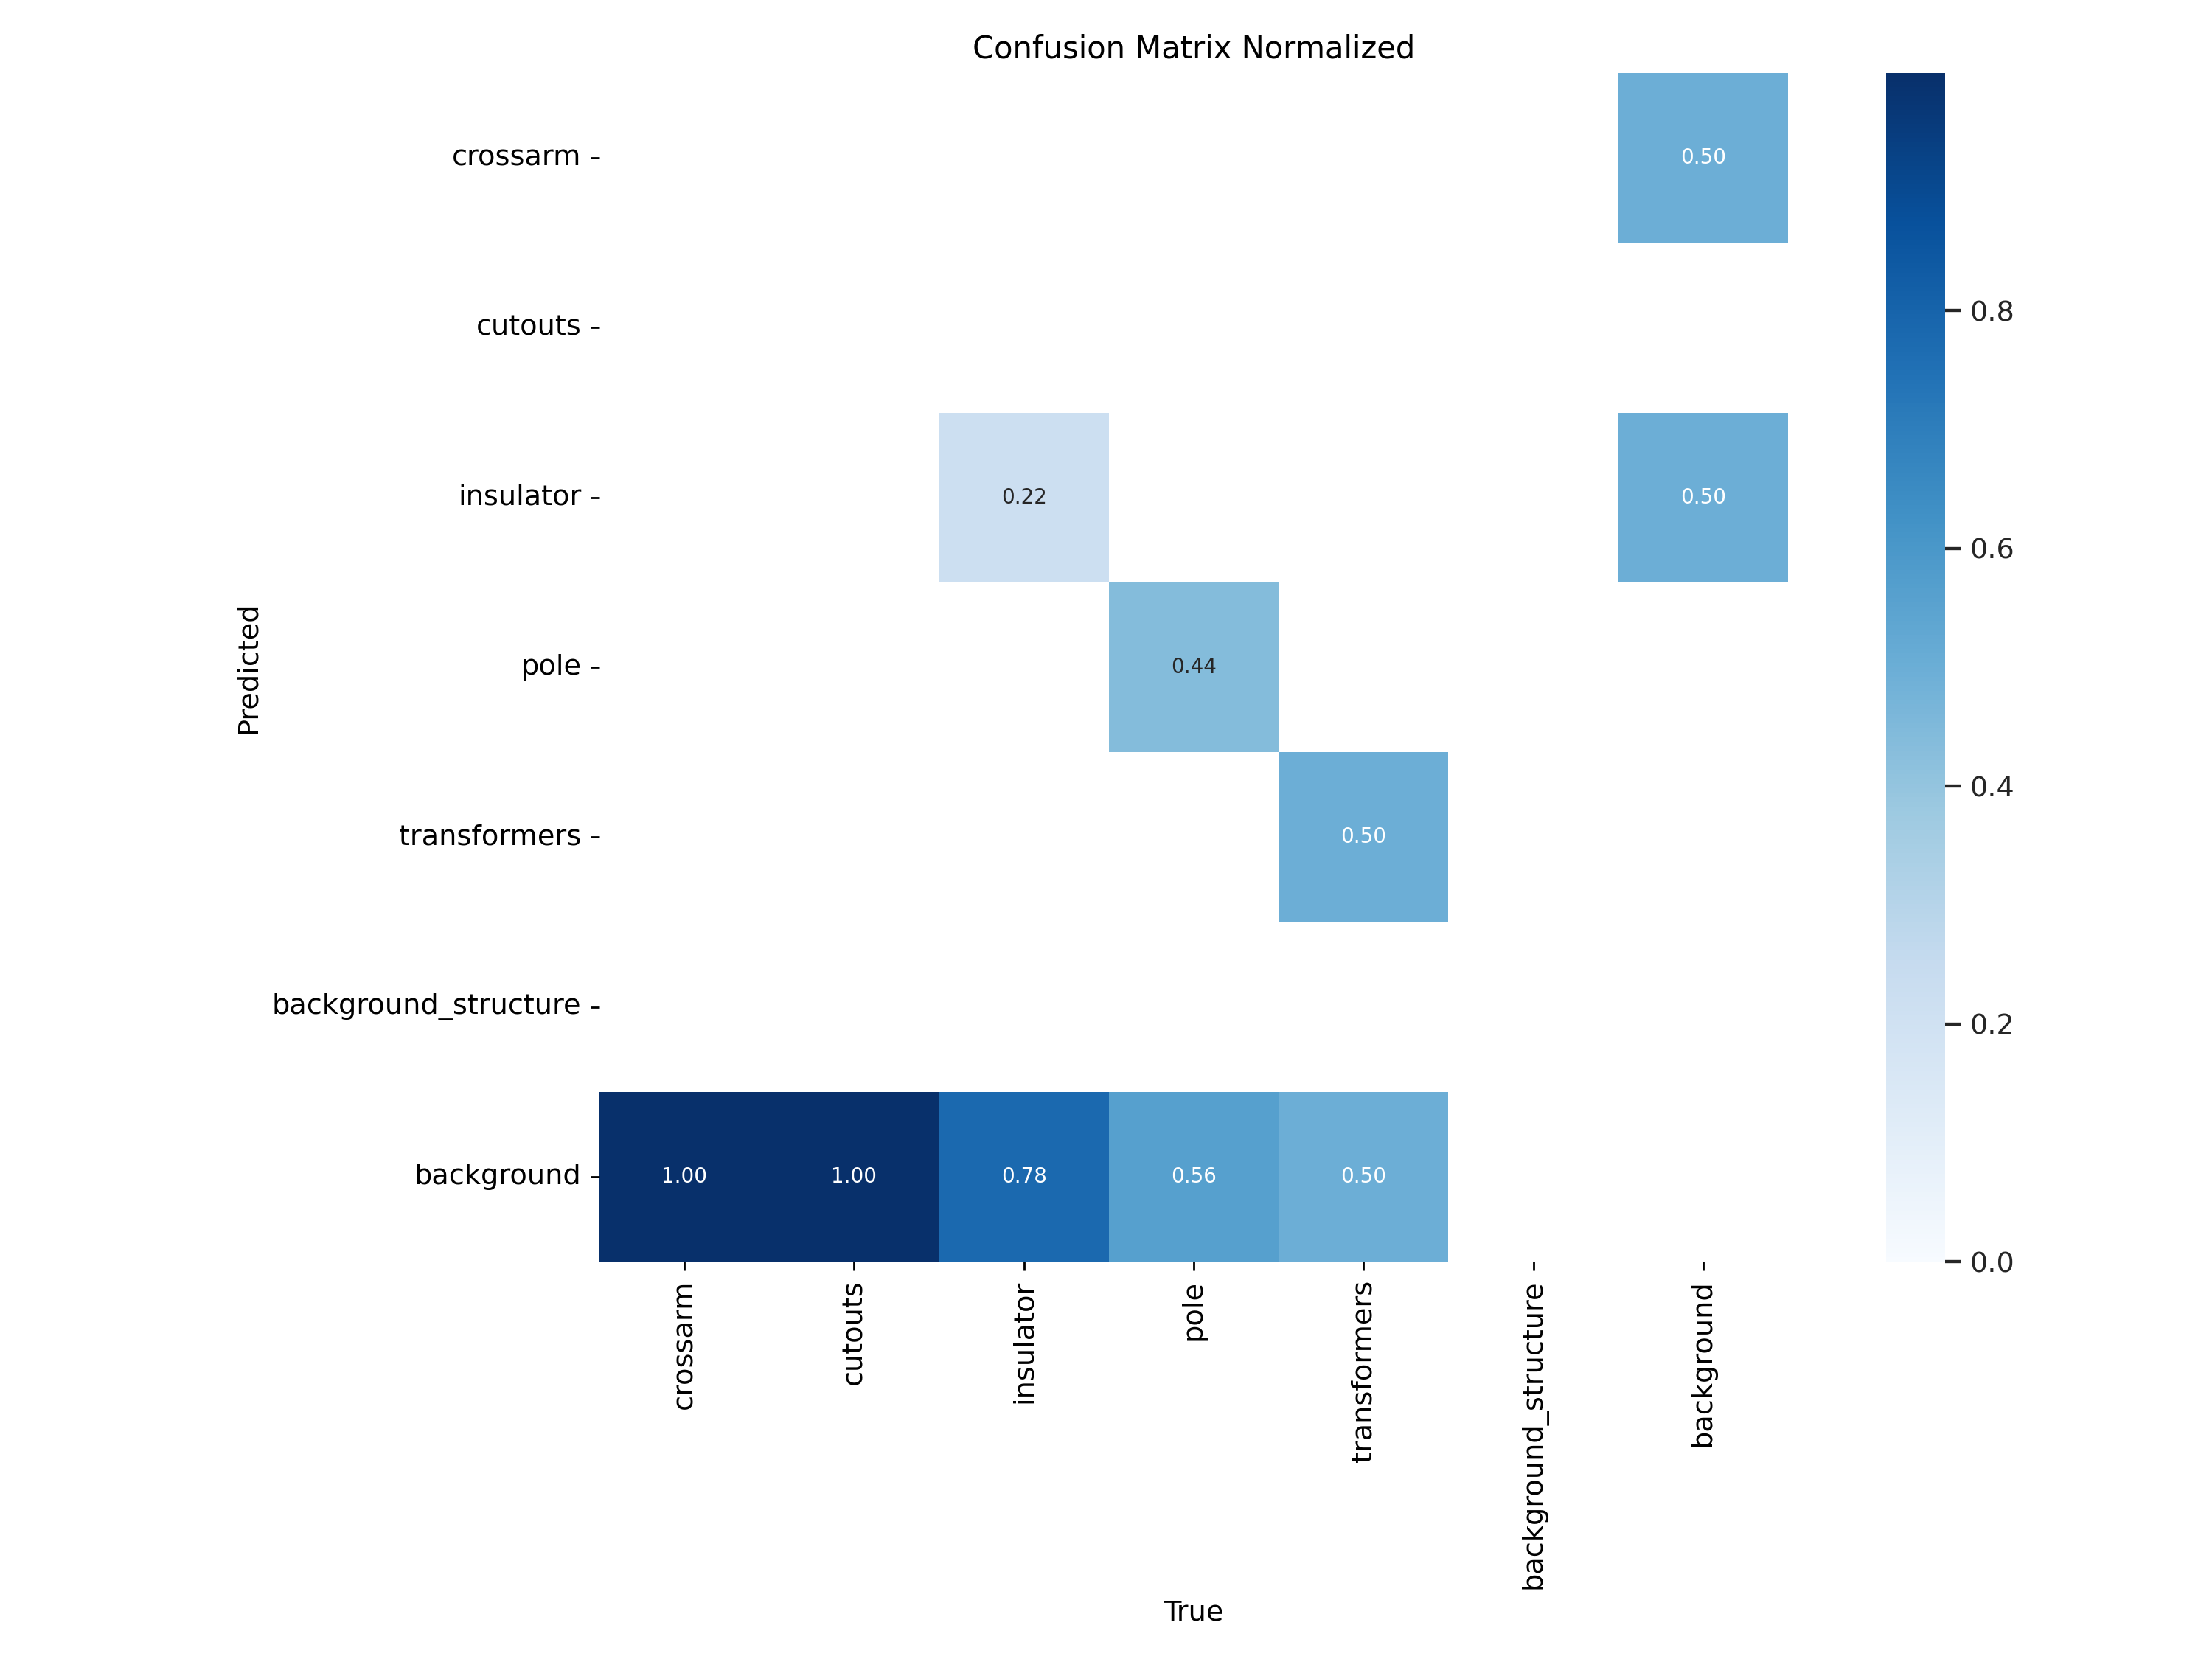 Confusion Matrix Normalized
crossarm
0.50
cutouts
0.8
insulator
0.22
0.50
0.6
Predicted
pole
0.44
0.4
transformers
0.50
background_structure
0.2
background
1.00
1.00
0.78
0.56
0.50
0.0
crossarm
cutouts
insulator
pole
transformers
background_structure
background
True